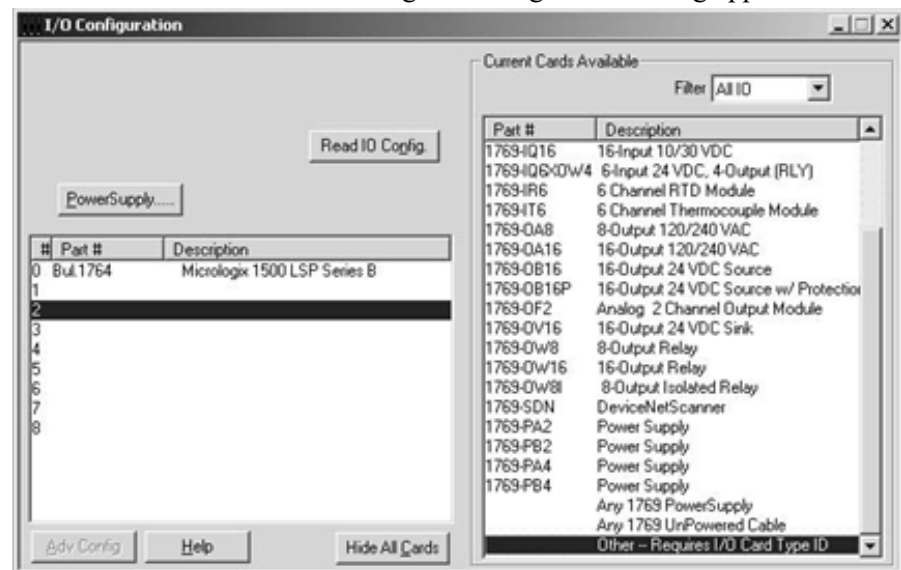 I/O Configuration
Current Cards Available
Filter All IO
Read IO Config.
PowerSupply.....
# Part # Description
0 Bul.1764 Micrologix 1500 LSP Series B
1
2
3
4
5
6
7
8
Adv Config Help Hide All Cards
Part # Description
1769-IQ16 16-Input 10/30 VDC
1769-IQ6XOW4 6-Input 24 VDC, 4-Output (RLY)
1769-IR6 6 Channel RTD Module
1769-IT6 6 Channel Thermocouple Module
1769-OA8 8-Output 120/240 VAC
1769-OA16 16-Output 120/240 VAC
1769-OB16 16-Output 24 VDC Source
1769-OB16P 16-Output 24 VDC Source w/ Protection
1769-OF2 Analog 2 Channel Output Module
1769-OV16 16-Output 24 VDC Sink
1769-OW8 8-Output Relay
1769-OW16 16-Output Relay
1769-OW8I 8-Output Isolated Relay
1769-SDN DeviceNetScanner
1769-PA2 Power Supply
1769-PB2 Power Supply
1769-PA4 Power Supply
1769-PB4 Power Supply
Any 1769 PowerSupply
Any 1769 UnPowered Cable
Other -- Requires I/O Card Type ID